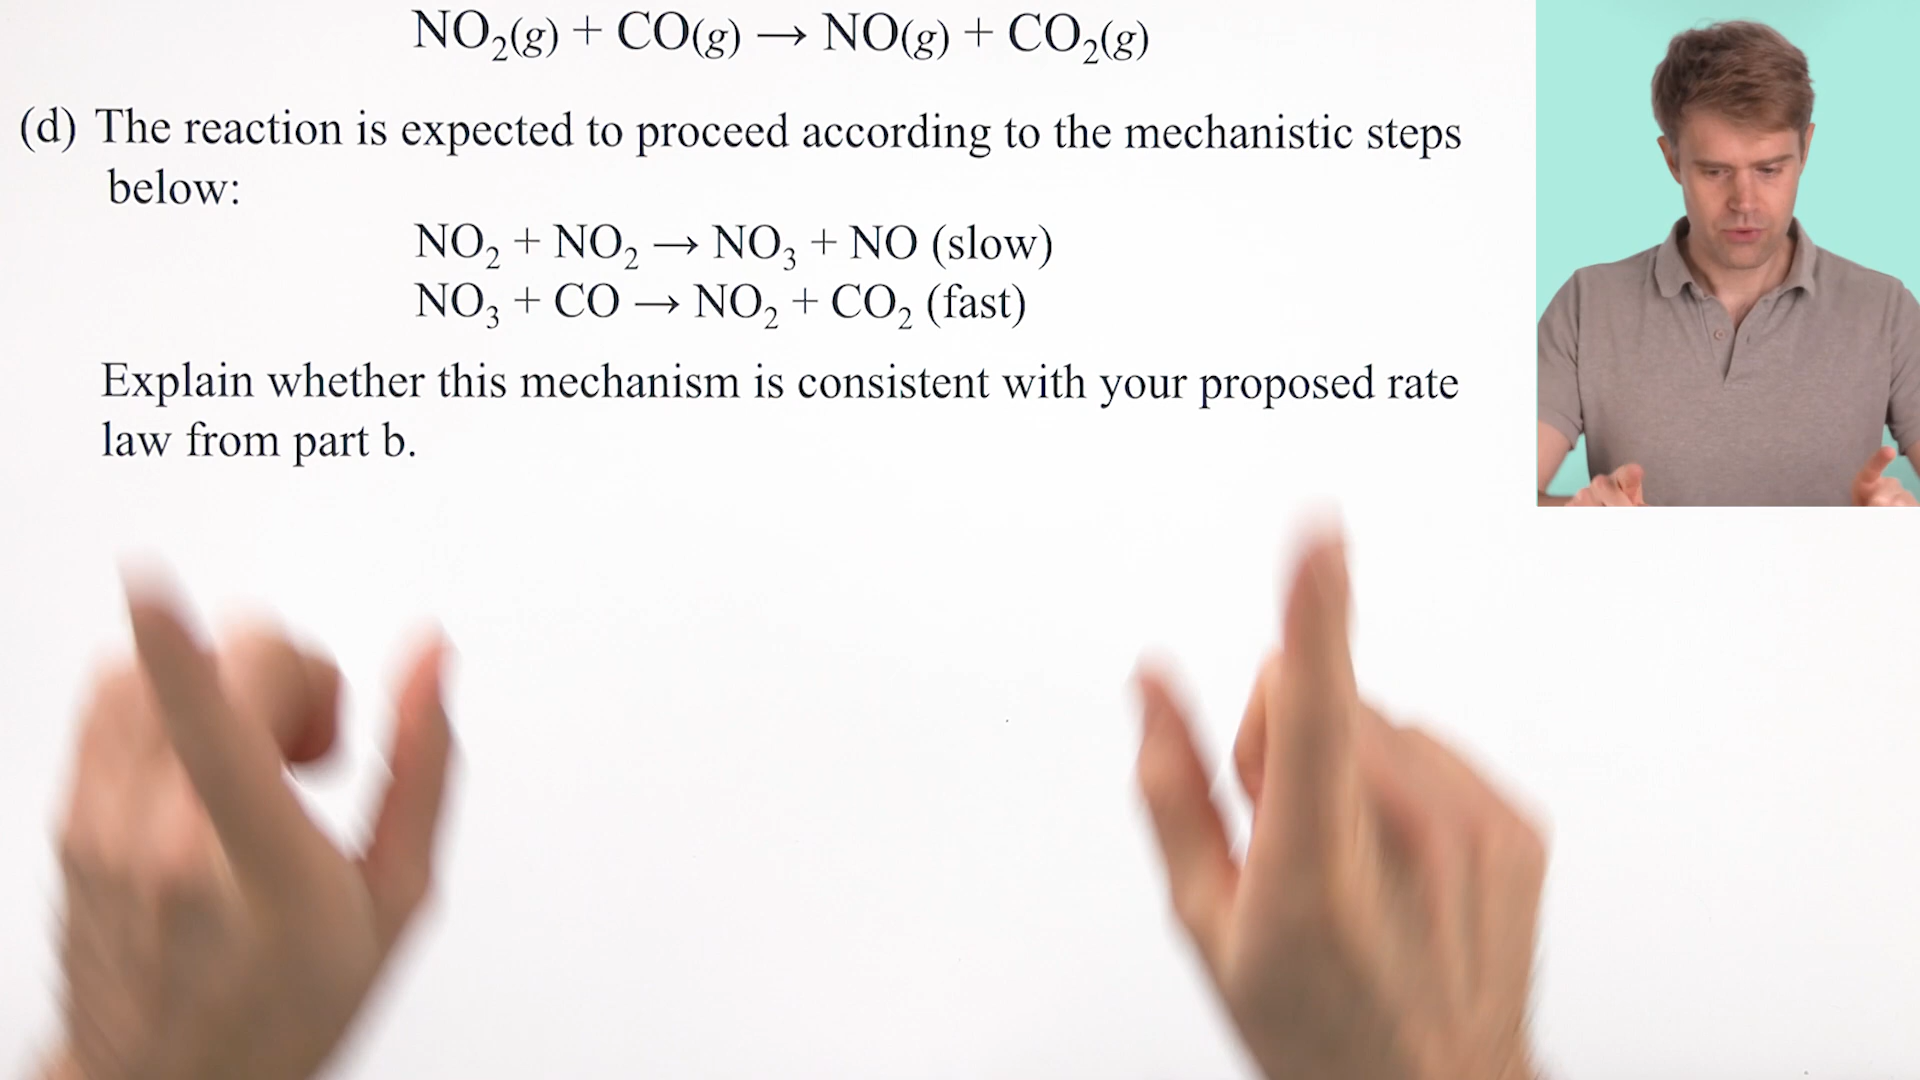 NO₂(g) + CO(g) → NO(g) + CO₂(g)
(d) The reaction is expected to proceed according to the mechanistic steps
below:
NO₂ + NO₂ → NO₃ + NO (slow)
NO₃ + CO → NO₂ + CO₂ (fast)
Explain whether this mechanism is consistent with your proposed rate
law from part b.